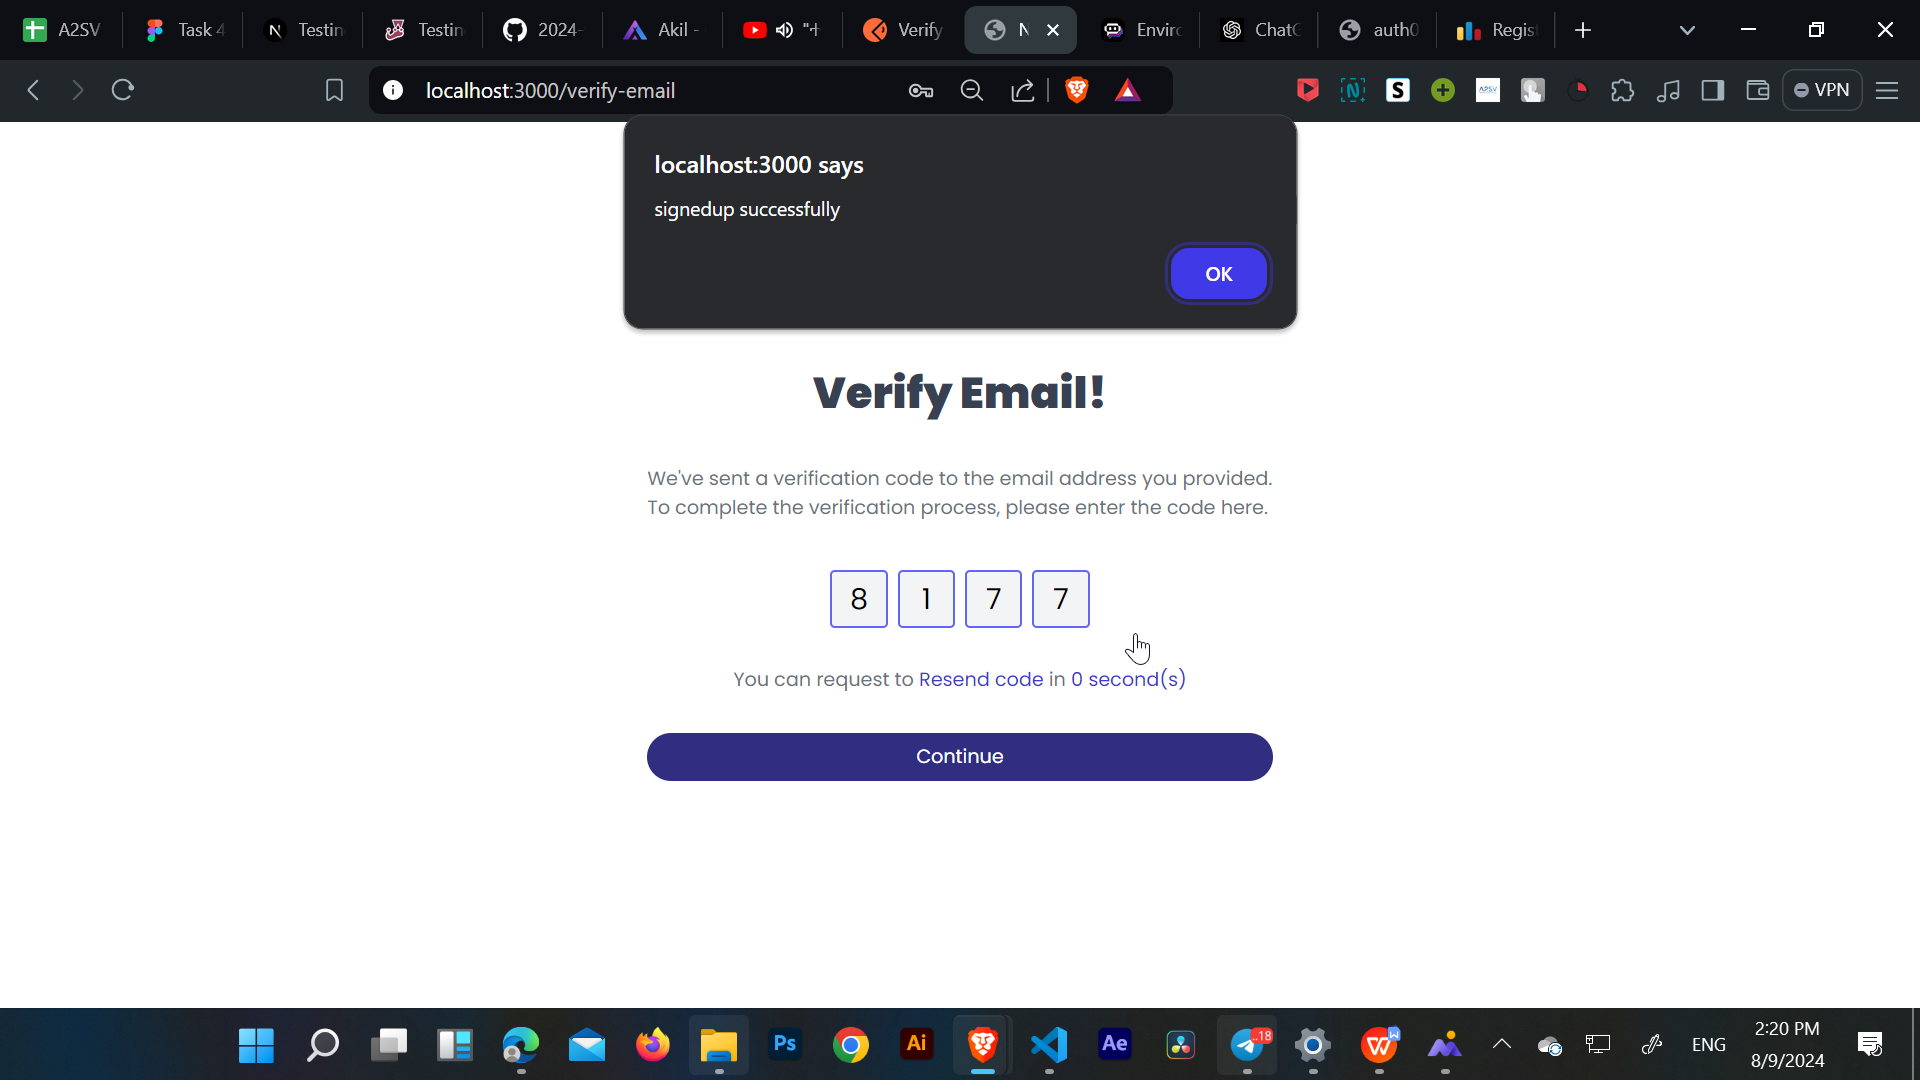 A2SV
Task 4
Testin
Testin
2024-
Akil -
Verify
N
Enviro
ChatG
auth0
Regis
localhost:3000/verify-email
VPN
localhost:3000 says
signedup successfully
OK
Verify Email!
We've sent a verification code to the email address you provided.
To complete the verification process, please enter the code here.
8 1 7 7
You can request to Resend code in 0 second(s)
Continue
Ps
Ai
Ae
..18
ENG
2:20 PM
8/9/2024